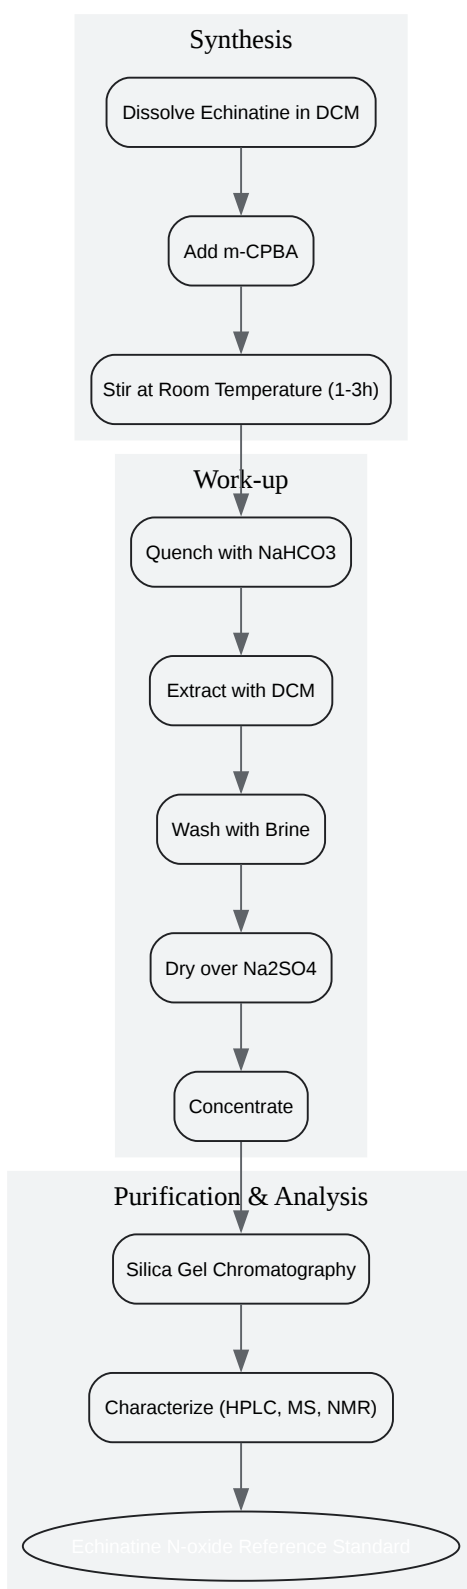 Synthesis
Dissolve Echinatine in DCM
Add m-CPBA
Stir at Room Temperature (1-3h)
Work-up
Quench with NaHCO3
Extract with DCM
Wash with Brine
Dry over Na2SO4
Concentrate
Purification & Analysis
Silica Gel Chromatography
Characterize (HPLC, MS, NMR)
Echinatine N-oxide Reference Standard